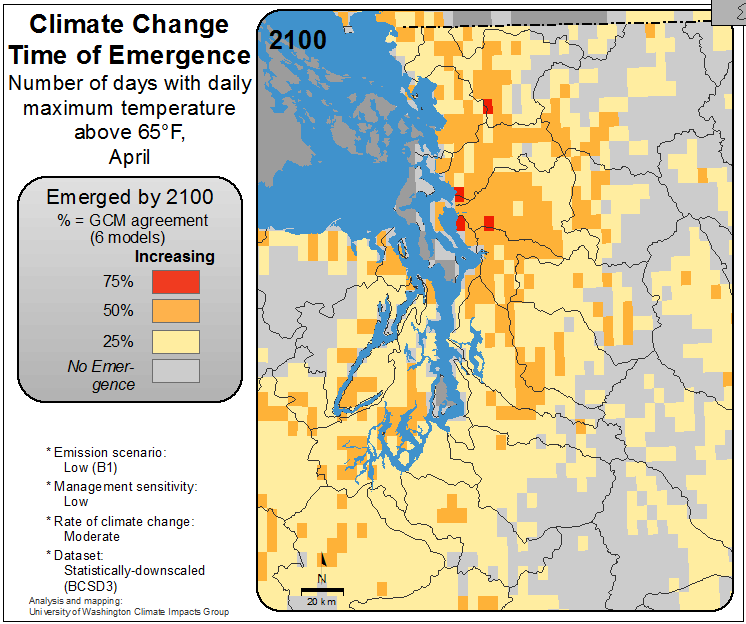 Climate Change
Time of Emergence
Number of days with daily
maximum temperature
above 65°F,
April
Emerged by 2100
% = GCM agreement
(6 models)
Increasing
75%
50%
25%
No Emer-
gence
* Emission scenario:
Low (B1)
* Management sensitivity:
Low
* Rate of climate change:
Moderate
* Dataset:
Statistically-downscaled
(BCSD3)
Analysis and mapping:
University of Washington Climate Impacts Group
2100
N
20 km